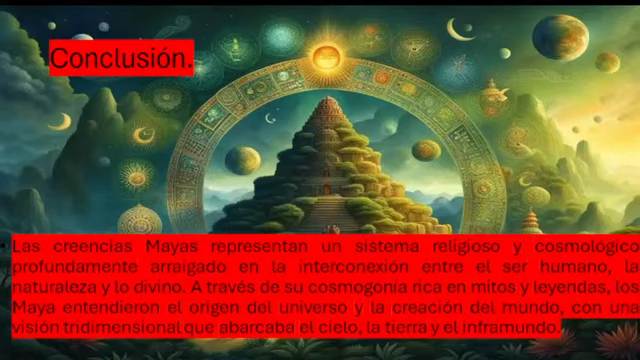 Conclusión.
• Las creencias Mayas representan un sistema religioso y cosmológico
profundamente arraigado en la interconexión entre el ser humano, la
naturaleza y lo divino. A través de su cosmogonía rica en mitos y leyendas, los
Maya entendieron el origen del universo y la creación del mundo, con una
visión tridimensional que abarcaba el cielo, la tierra y el inframundo.